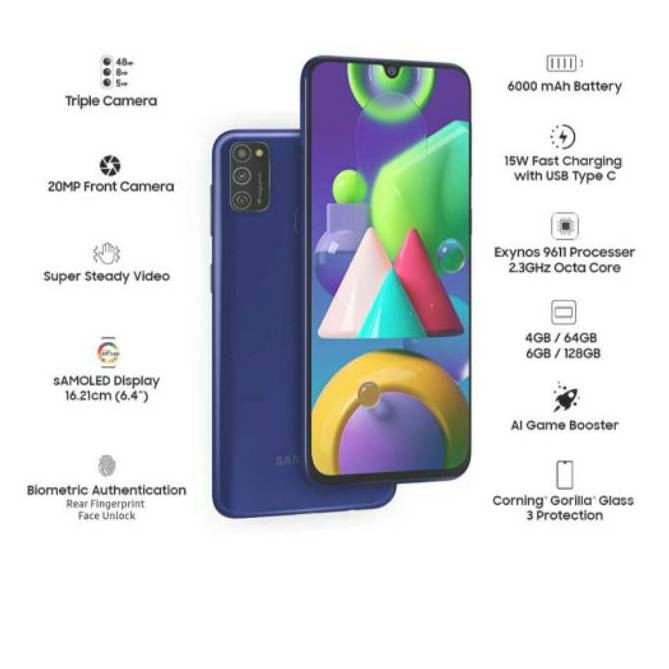 48MP
8MP
5MP
Triple Camera
20MP Front Camera
Super Steady Video
sAMOLED Display
16.21cm (6.4")
Biometric Authentication
Rear Fingerprint
Face Unlock
SA
6000 mAh Battery
15W Fast Charging
with USB Type C
Exynos 9611 Processer
2.3GHz Octa Core
4GB / 64GB
6GB / 128GB
AI Game Booster
Corning® Gorilla® Glass
3 Protection